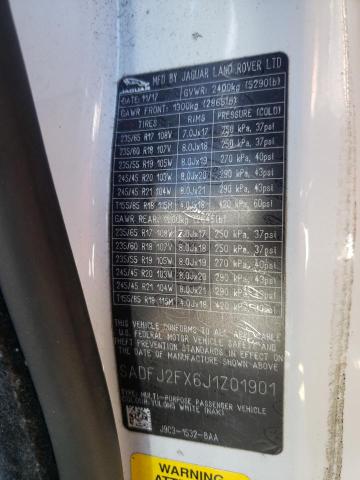 JAGUAR
MFD BY JAGUAR LAND ROVER LTD
DATE: 11/17 GVWR: 2400kg (5290lb)
GAWR FRONT: 1300kg (2865lb)
TIRES RIMS PRESSURE (COLD)
235/65 R17 108V 7.0Jx17 250 kPa, 37psi
235/60 R18 107V 8.0Jx18 250 kPa, 37psi
235/55 R19 105W 8.0Jx19 270 kPa, 40psi
245/45 R20 103W 8.0Jx20 290 kPa, 43psi
245/45 R21 104W 8.0Jx21 290 kPa, 43psi
T155/85 R18 115M 4.0Jx18 420 kPa, 60psi
GAWR REAR:
235/65 R17 108V 7.0Jx17 250 kPa, 37psi
235/60 R18 107V 8.0Jx18 250 kPa, 37psi
235/55 R19 105W 8.0Jx19 270 kPa, 40psi
245/45 R20 103W 8.0Jx20 290 kPa, 43psi
245/45 R21 104W 8.0Jx21 290 kPa,
T155/85 R18 115M 4.0Jx18 420 kPa,
THIS VEHICLE CONFORMS TO ALL APPLICABLE
U.S. FEDERAL MOTOR VEHICLE SAFETY AND
THEFT PREVENTION STANDARDS IN EFFECT ON THE
DATE OF MANUFACTURE SHOWN ABOVE.
SADFJ2FX6J1Z01901
TYPE: MULTI-PURPOSE PASSENGER VEHICLE
COLOUR: YULONG WHITE (NAK)
J9C3-1532-BAA
WARNING